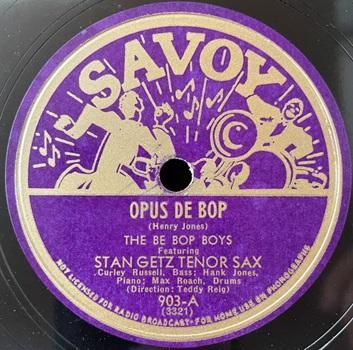 SAVOY
C
OPUS DE BOP
(Henry Jones)
THE BE BOP BOYS
Featuring
STAN GETZ TENOR SAX
Curley Russell, Bass; Hank Jones,
Piano; Max Roach, Drums
(Direction: Teddy Reig)
903-A
(3321)
NOT LICENSED FOR RADIO BROADCAST-FOR HOME USE ON PHONOGRAPHS